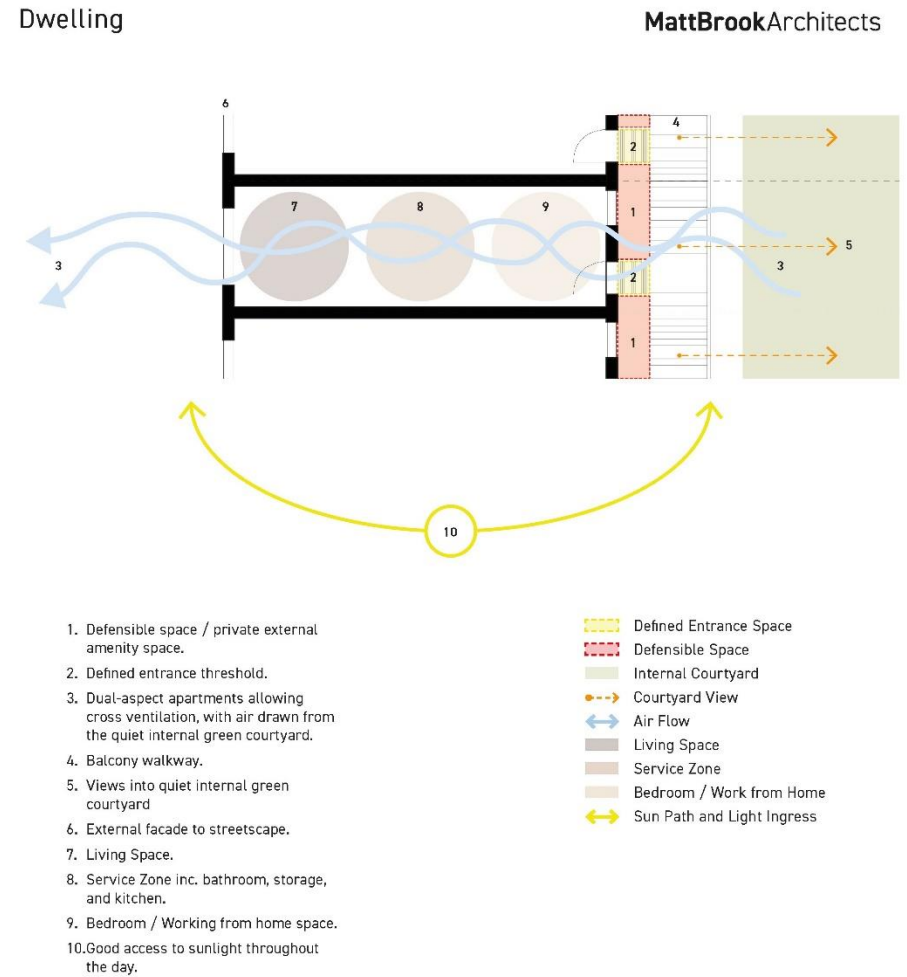 Dwelling
MattBrookArchitects
6
4
2
7
8
9
1
3
5
3
2
1
10
1. Defensible space / private external
amenity space.
2. Defined entrance threshold.
3. Dual-aspect apartments allowing
cross ventilation, with air drawn from
the quiet internal green courtyard.
4. Balcony walkway.
5. Views into quiet internal green
courtyard
6. External facade to streetscape.
7. Living Space.
8. Service Zone inc. bathroom, storage,
and kitchen.
9. Bedroom / Working from home space.
10.Good access to sunlight throughout
the day.
Defined Entrance Space
Defensible Space
Internal Courtyard
Courtyard View
Air Flow
Living Space
Service Zone
Bedroom / Work from Home
Sun Path and Light Ingress